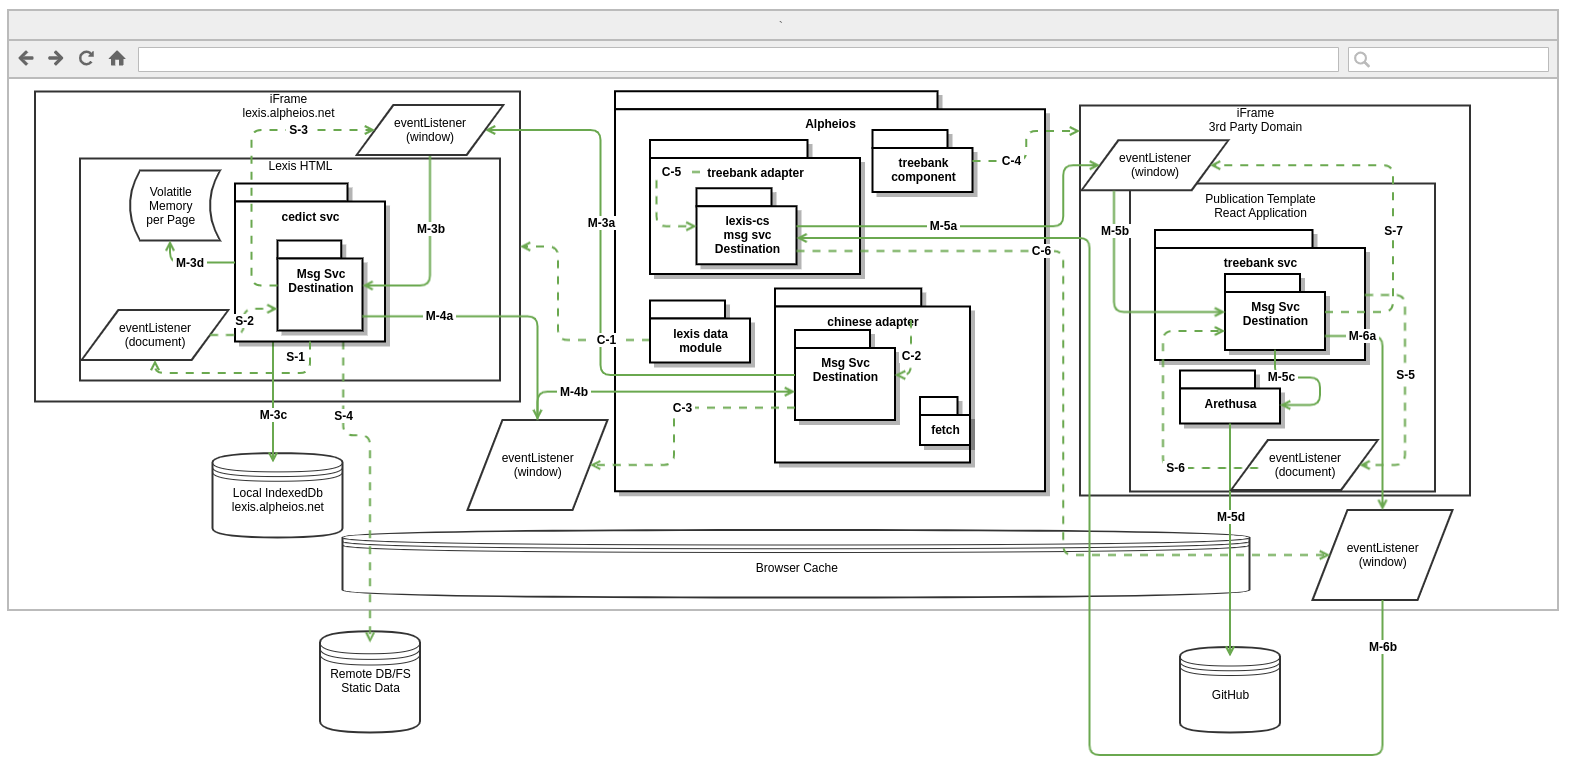 `
iFrame
lexis.alpheios.net
S-3
eventListener
(window)
Lexis HTML
Volatitle
Memory
per Page
cedict svc
M-3b
M-3d
Msg Svc
Destination
S-2
eventListener
(document)
S-1
M-4a
M-3c
S-4
Local IndexedDb
lexis.alpheios.net
Alpheios
C-5
treebank adapter
treebank
component
C-4
M-3a
lexis-cs
msg svc
Destination
M-5a
C-6
lexis data
module
C-1
chinese adapter
Msg Svc
Destination
C-2
M-4b
C-3
fetch
eventListener
(window)
iFrame
3rd Party Domain
eventListener
(window)
Publication Template
React Application
M-5b
S-7
treebank svc
Msg Svc
Destination
M-6a
M-5c
S-5
Arethusa
S-6
eventListener
(document)
M-5d
eventListener
(window)
Browser Cache
M-6b
Remote DB/FS
Static Data
GitHub